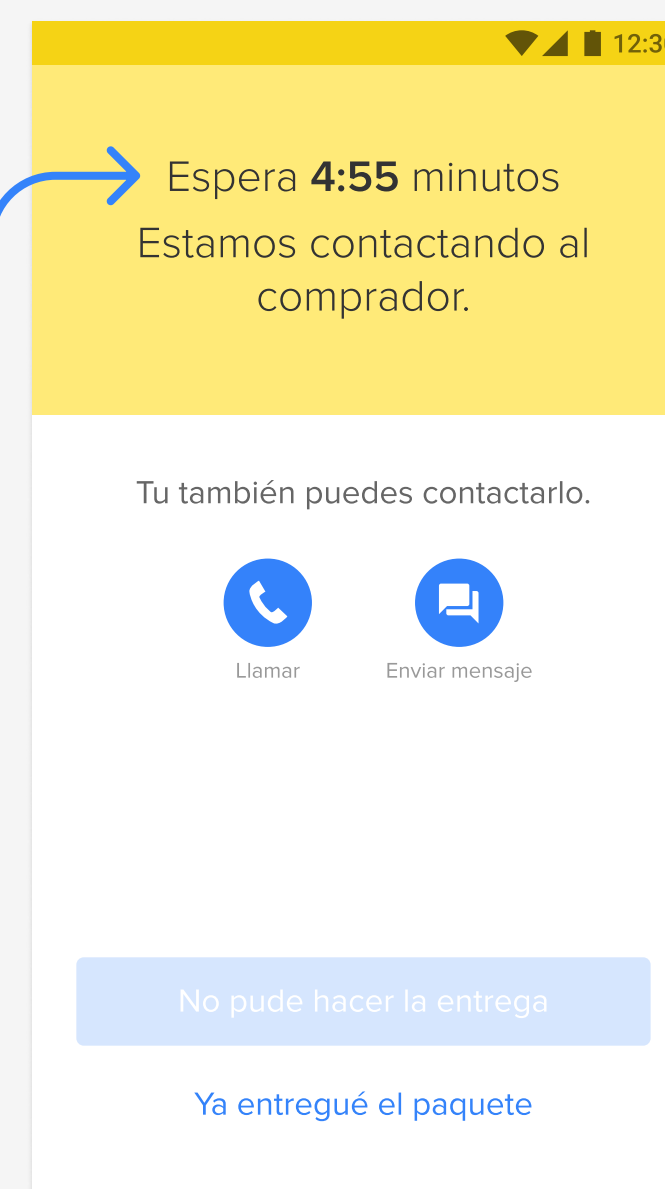 Espera 4:55 minutos
Estamos contactando al
comprador.
Tu también puedes contactarlo.
Llamar
Enviar mensaje
No pude hacer la entrega
Ya entregué el paquete